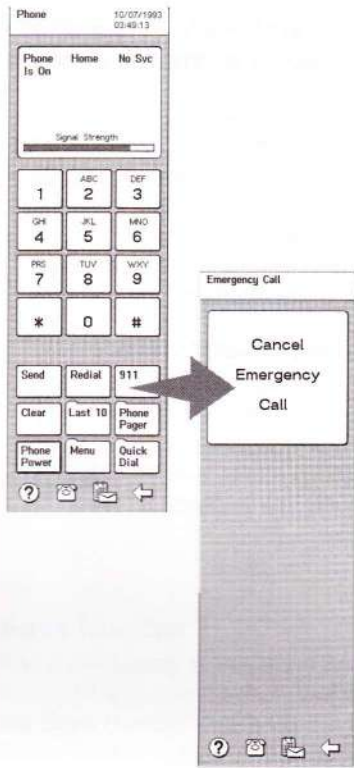 Phone
10/07/1993
03:49:13
Phone Home No Svc
Is On
Signal Strength
1
ABC
2
DEF
3
GHI
4
JKL
5
MNO
6
PRS
7
TUV
8
WXY
9
*
0
#
Send
Redial
911
Clear
Last 10
Phone
Pager
Phone
Power
Menu
Quick
Dial
?
Emergency Call
Cancel
Emergency
Call
?